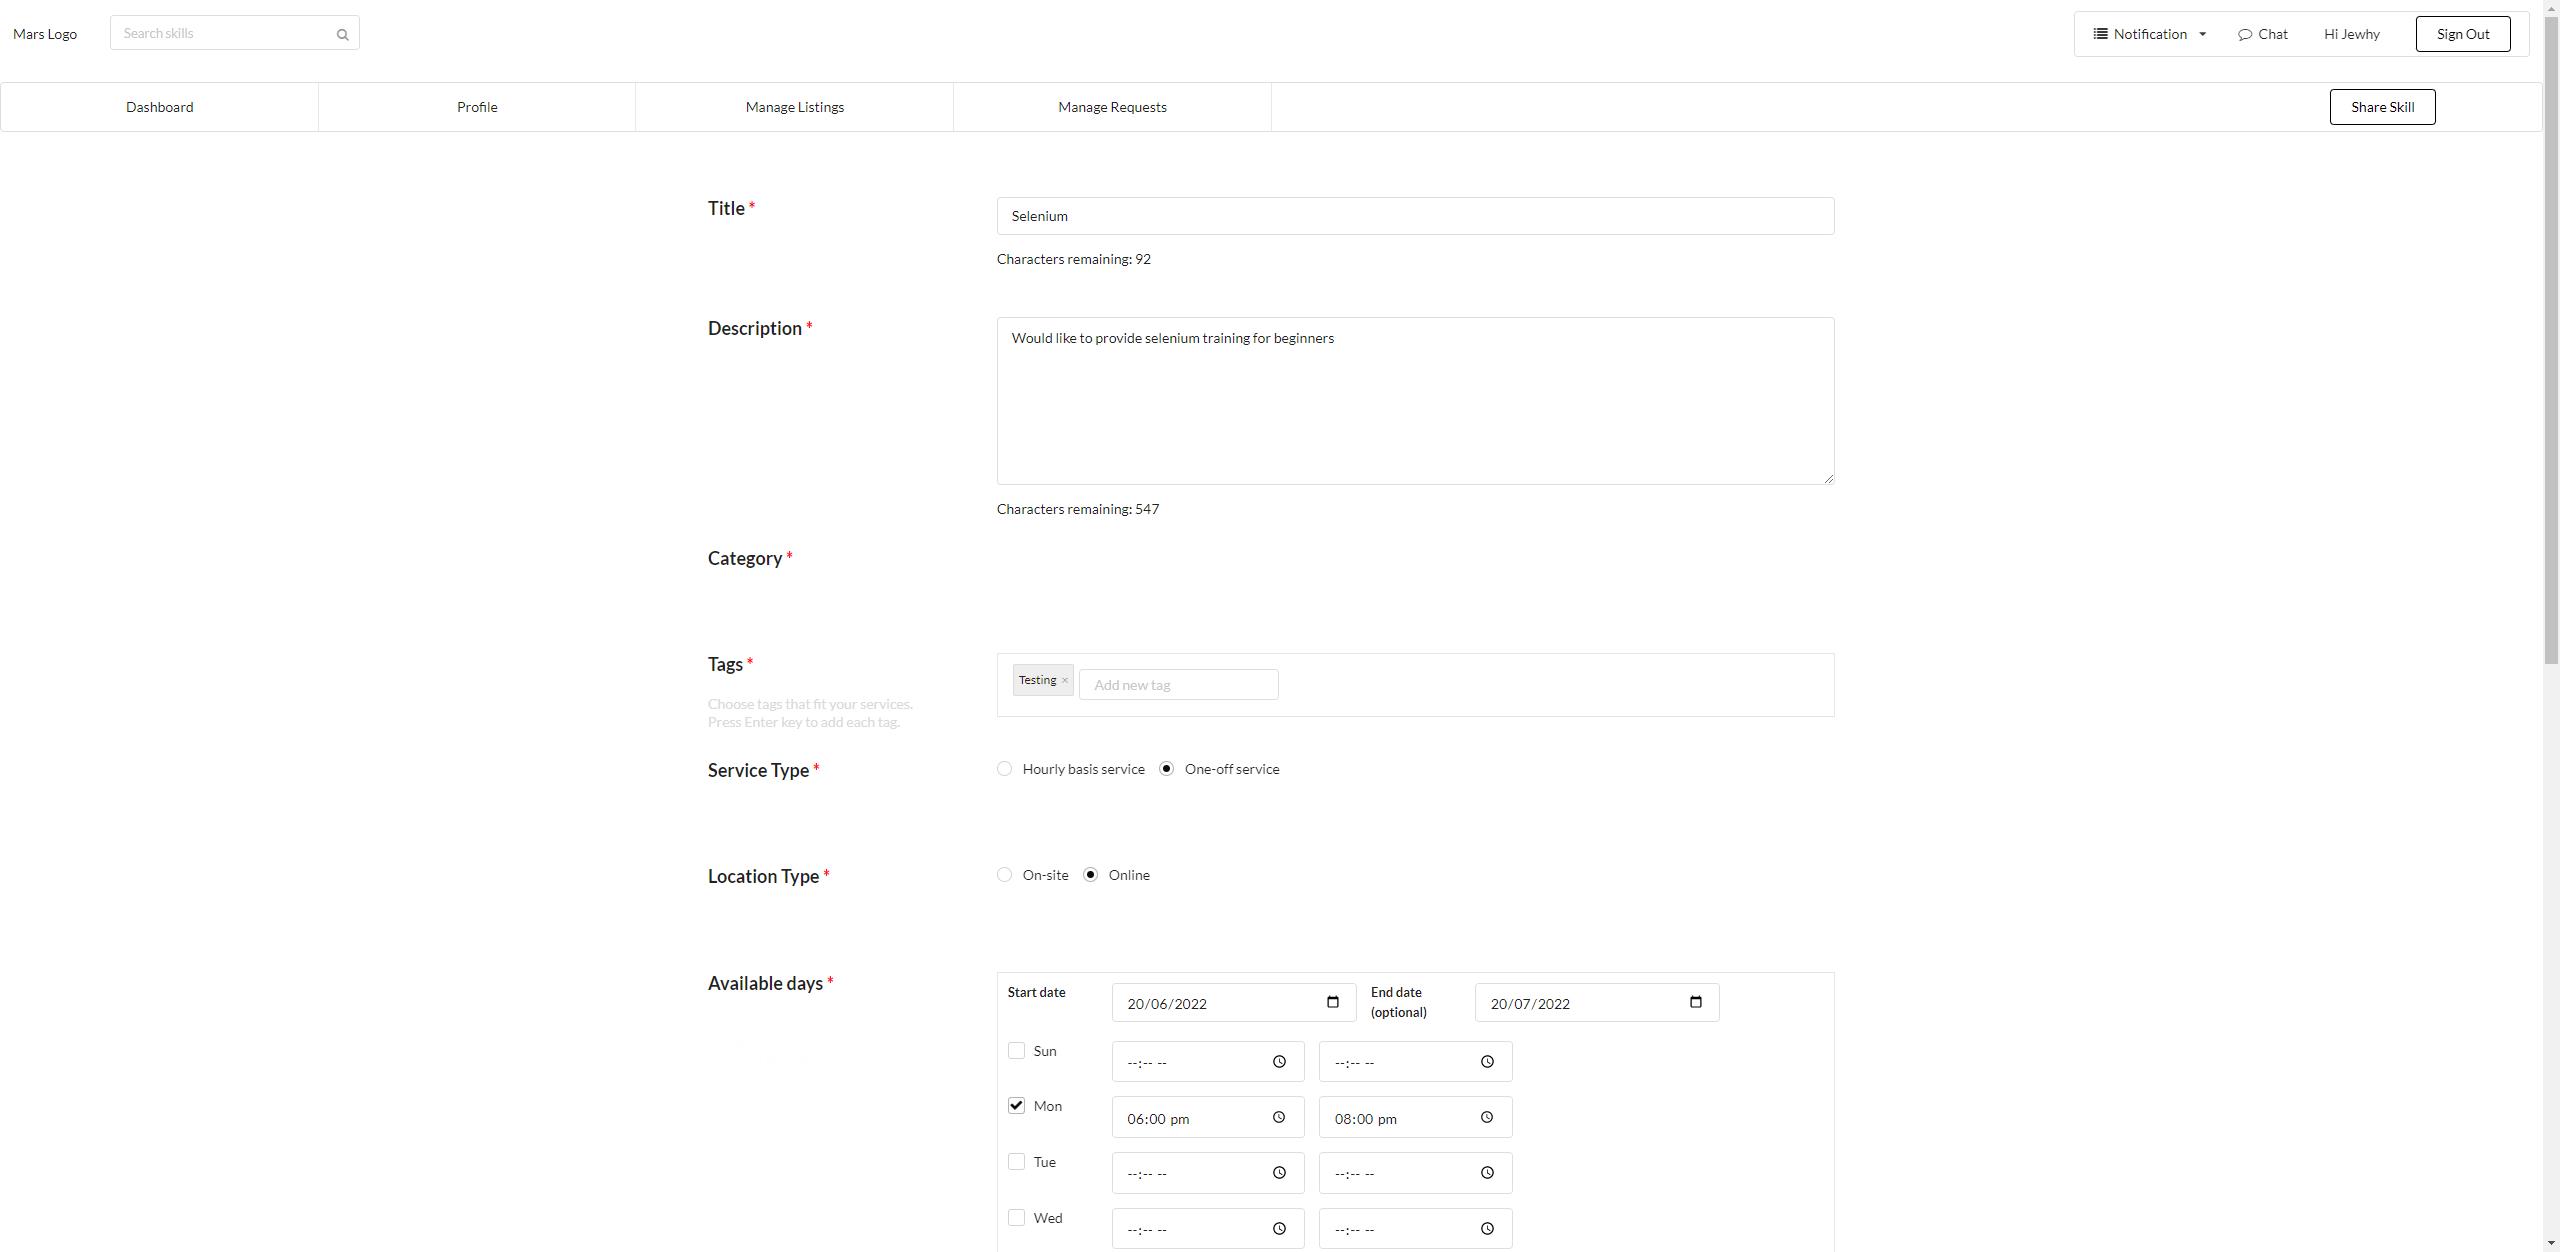 Mars Logo
Search skills
Notification
Chat
Hi Jewhy
Sign Out
Dashboard
Profile
Manage Listings
Manage Requests
Share Skill
Title *
Selenium
Characters remaining: 92
Description *
Would like to provide selenium training for beginners
Characters remaining: 547
Category *
Tags *
Choose tags that fit your services.
Press Enter key to add each tag.
Testing ×
Add new tag
Service Type *
Hourly basis service
One-off service
Location Type *
On-site
Online
Available days *
Start date
20/06/2022
End date
(optional)
20/07/2022
Sun
--:-- --
--:-- --
Mon
06:00 pm
08:00 pm
Tue
--:-- --
--:-- --
Wed
--:-- --
--:-- --